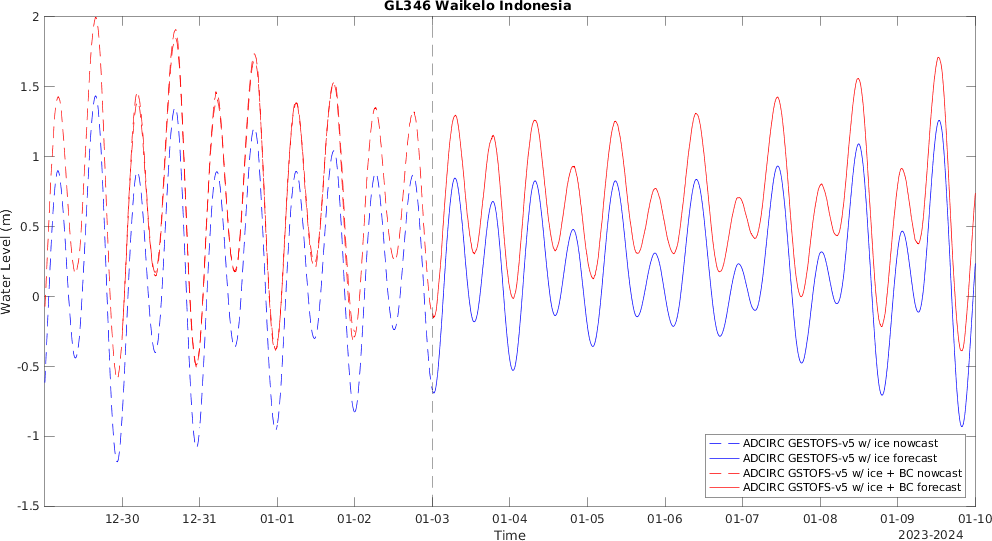 GL346 Waikelo Indonesia
2
1.5
1
0.5
0
-0.5
-1
-1.5
Water Level (m)
12-30 12-31 01-01 01-02 01-03 01-04 01-05 01-06 01-07 01-08 01-09 01-10
Time
2023-2024
ADCIRC GESTOFS-v5 w/ ice nowcast
ADCIRC GESTOFS-v5 w/ ice forecast
ADCIRC GSTOFS-v5 w/ ice + BC nowcast
ADCIRC GSTOFS-v5 w/ ice + BC forecast